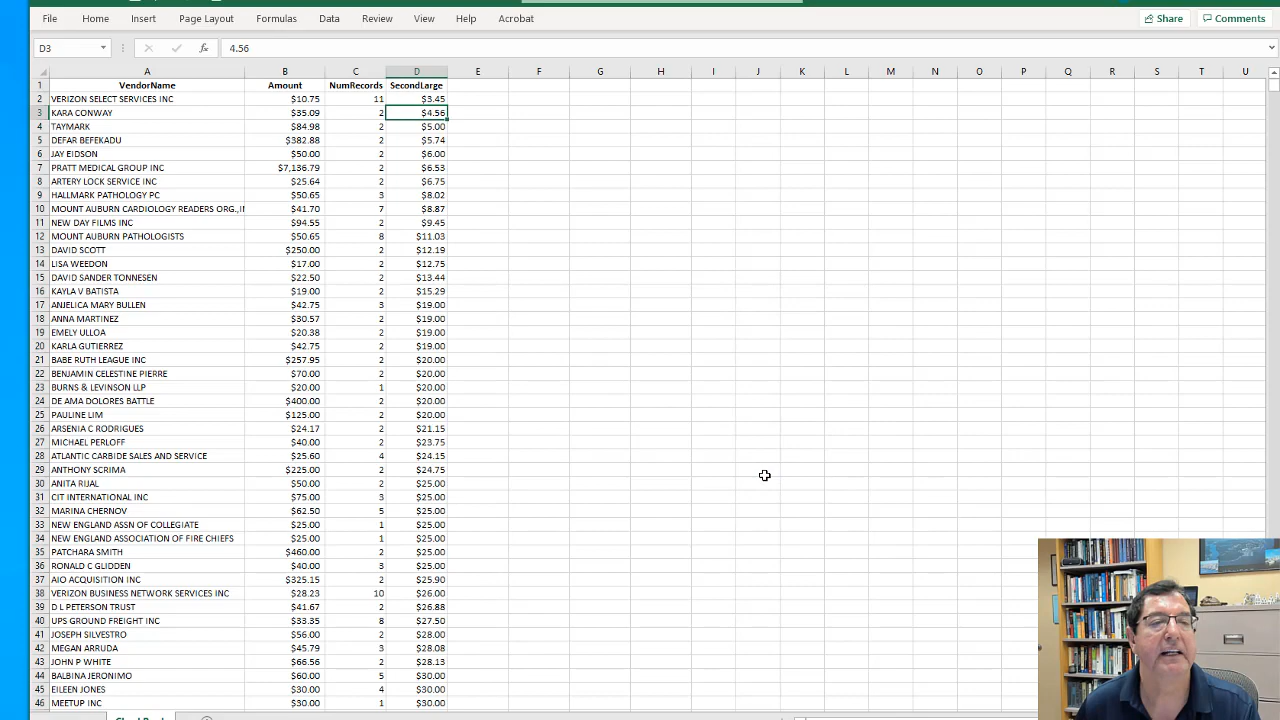 File Home Insert Page Layout Formulas Data Review View Help Acrobat Share Comments
D3 fx 4.56
A B C D E F G H I J K L M N O P Q R S T U
1 VendorName Amount NumRecords SecondLarge
2 VERIZON SELECT SERVICES INC $10.75 11 $3.45
3 KARA CONWAY $35.09 2 $4.56
4 TAYMARK $84.98 2 $5.00
5 DEFAR BEFEKADU $382.88 2 $5.74
6 JAY EIDSON $50.00 2 $6.00
7 PRATT MEDICAL GROUP INC $7,136.79 2 $6.53
8 ARTERY LOCK SERVICE INC $25.64 2 $6.75
9 HALLMARK PATHOLOGY PC $50.65 3 $8.02
10 MOUNT AUBURN CARDIOLOGY READERS ORG., $41.70 7 $8.87
11 NEW DAY FILMS INC $94.55 2 $9.45
12 MOUNT AUBURN PATHOLOGISTS $50.65 8 $11.03
13 DAVID SCOTT $250.00 2 $12.19
14 LISA WEEDON $17.00 2 $12.75
15 DAVID SANDER TONNESEN $22.50 2 $13.44
16 KAYLA V BATISTA $19.00 2 $15.29
17 ANJELICA MARY BULLEN $42.75 3 $19.00
18 ANNA MARTINEZ $30.57 2 $19.00
19 EMELY ULLOA $20.38 2 $19.00
20 KARLA GUTIERREZ $42.75 2 $19.00
21 BABE RUTH LEAGUE INC $257.95 2 $20.00
22 BENJAMIN CELESTINE PIERRE $70.00 2 $20.00
23 BURNS & LEVINSON LLP $20.00 1 $20.00
24 DE AMA DOLORES BATTLE $400.00 2 $20.00
25 PAULINE LIM $125.00 2 $20.00
26 ARSENIA C RODRIGUES $24.17 2 $21.15
27 MICHAEL PERLOFF $40.00 2 $23.75
28 ATLANTIC CARBIDE SALES AND SERVICE $25.60 4 $24.15
29 ANTHONY SCRIMA $225.00 2 $24.75
30 ANITA RIJAL $50.00 2 $25.00
31 CIT INTERNATIONAL INC $75.00 3 $25.00
32 MARINA CHERNOV $62.50 5 $25.00
33 NEW ENGLAND ASSN OF COLLEGIATE $25.00 1 $25.00
34 NEW ENGLAND ASSOCIATION OF FIRE CHIEFS $25.00 1 $25.00
35 PATCHARA SMITH $460.00 2 $25.00
36 RONALD C GLIDDEN $40.00 3 $25.00
37 AIO ACQUISITION INC $325.15 2 $25.90
38 VERIZON BUSINESS NETWORK SERVICES INC $28.23 10 $26.00
39 D L PETERSON TRUST $41.67 2 $26.88
40 UPS GROUND FREIGHT INC $33.35 8 $27.50
41 JOSEPH SILVESTRO $56.00 2 $28.00
42 MEGAN ARRUDA $45.79 3 $28.08
43 JOHN P WHITE $66.56 2 $28.13
44 BALBINA JERONIMO $60.00 5 $30.00
45 EILEEN JONES $30.00 4 $30.00
46 MEETUP INC $30.00 1 $30.00